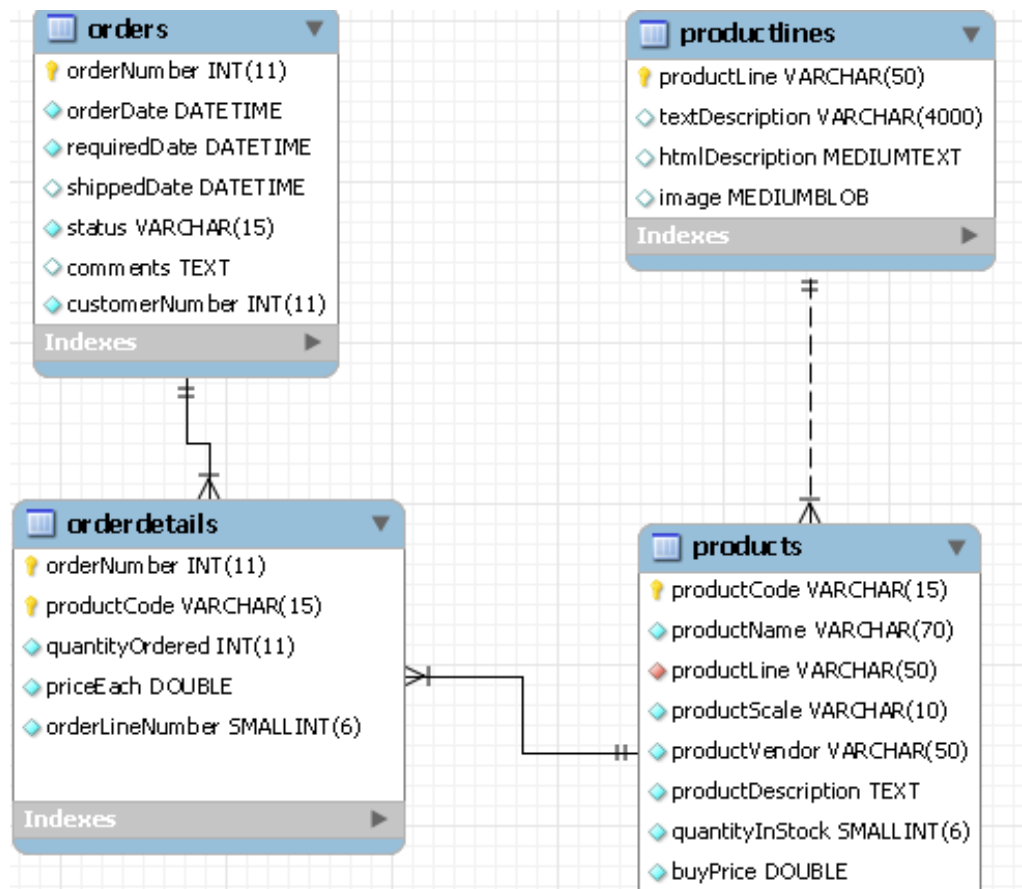 orders
orderNumber INT(11)
orderDate DATETIME
requiredDate DATETIME
shippedDate DATETIME
status VARCHAR(15)
comments TEXT
customerNumber INT(11)
Indexes
productlines
productLine VARCHAR(50)
textDescription VARCHAR(4000)
htmlDescription MEDIUMTEXT
image MEDIUMBLOB
Indexes
orderdetails
orderNumber INT(11)
productCode VARCHAR(15)
quantityOrdered INT(11)
priceEach DOUBLE
orderLineNumber SMALLINT(6)
Indexes
products
productCode VARCHAR(15)
productName VARCHAR(70)
productLine VARCHAR(50)
productScale VARCHAR(10)
productVendor VARCHAR(50)
productDescription TEXT
quantityInStock SMALLINT(6)
buyPrice DOUBLE